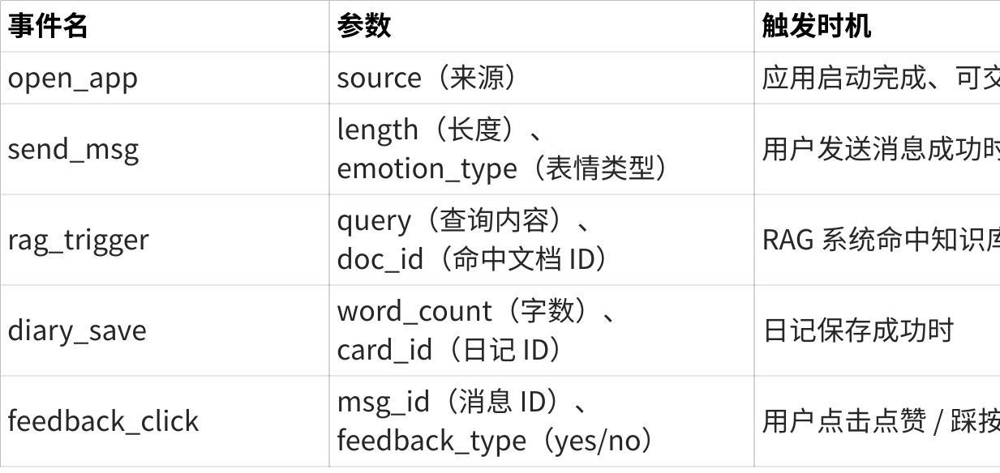 事件名
参数
触发时机
open_app
source（来源）
应用启动完成、可交
send_msg
length（长度）、
emotion_type（表情类型）
用户发送消息成功时
rag_trigger
query（查询内容）、
doc_id（命中文档 ID）
RAG 系统命中知识库
diary_save
word_count（字数）、
card_id（日记 ID）
日记保存成功时
feedback_click
msg_id（消息 ID）、
feedback_type（yes/no）
用户点击点赞 / 踩按